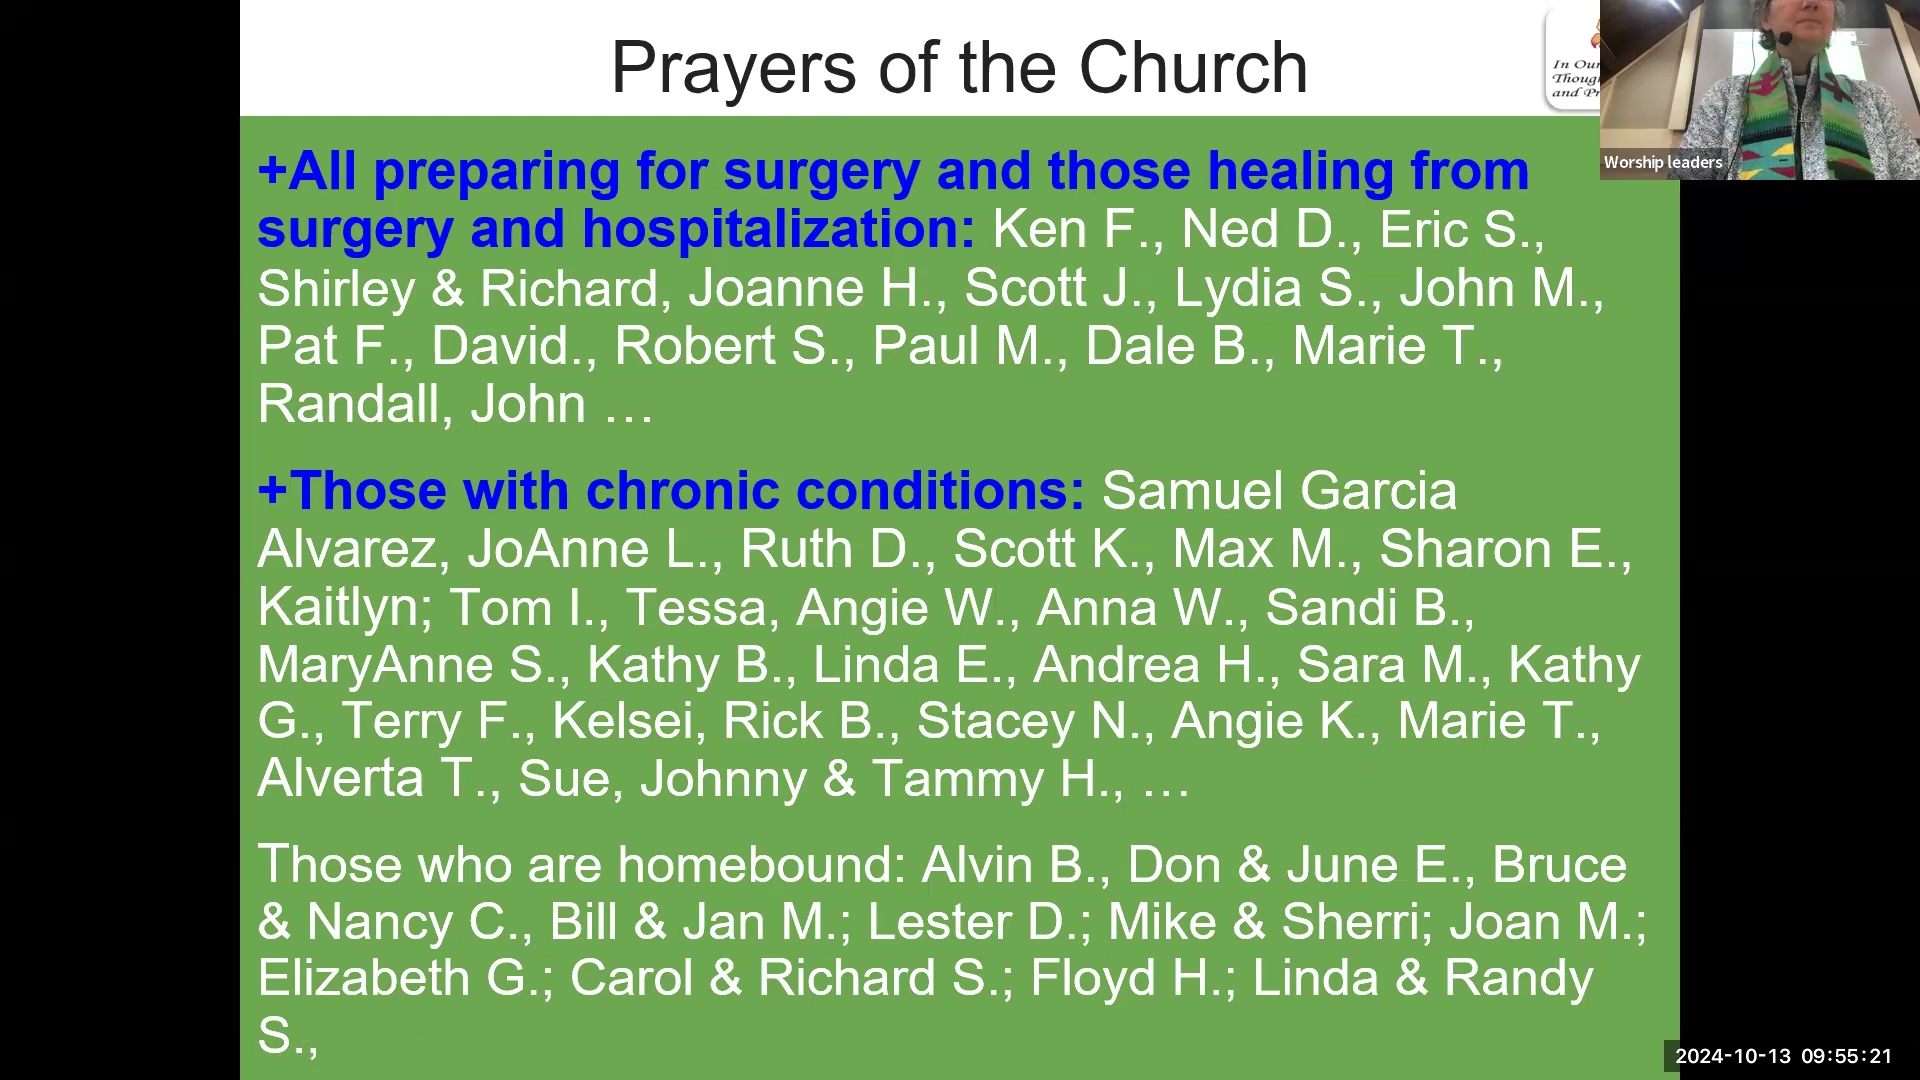 Prayers of the Church
In Our
and
Worship leaders
+All preparing for surgery and those healing from
surgery and hospitalization: Ken F., Ned D., Eric S.,
Shirley & Richard, Joanne H., Scott J., Lydia S., John M.,
Pat F., David., Robert S., Paul M., Dale B., Marie T.,
Randall, John …
+Those with chronic conditions: Samuel Garcia
Alvarez, JoAnne L., Ruth D., Scott K., Max M., Sharon E.,
Kaitlyn; Tom I., Tessa, Angie W., Anna W., Sandi B.,
MaryAnne S., Kathy B., Linda E., Andrea H., Sara M., Kathy
G., Terry F., Kelsei, Rick B., Stacey N., Angie K., Marie T.,
Alverta T., Sue, Johnny & Tammy H., …
Those who are homebound: Alvin B., Don & June E., Bruce
& Nancy C., Bill & Jan M.; Lester D.; Mike & Sherri; Joan M.;
Elizabeth G.; Carol & Richard S.; Floyd H.; Linda & Randy
S.,
2024-10-13 09:55:21